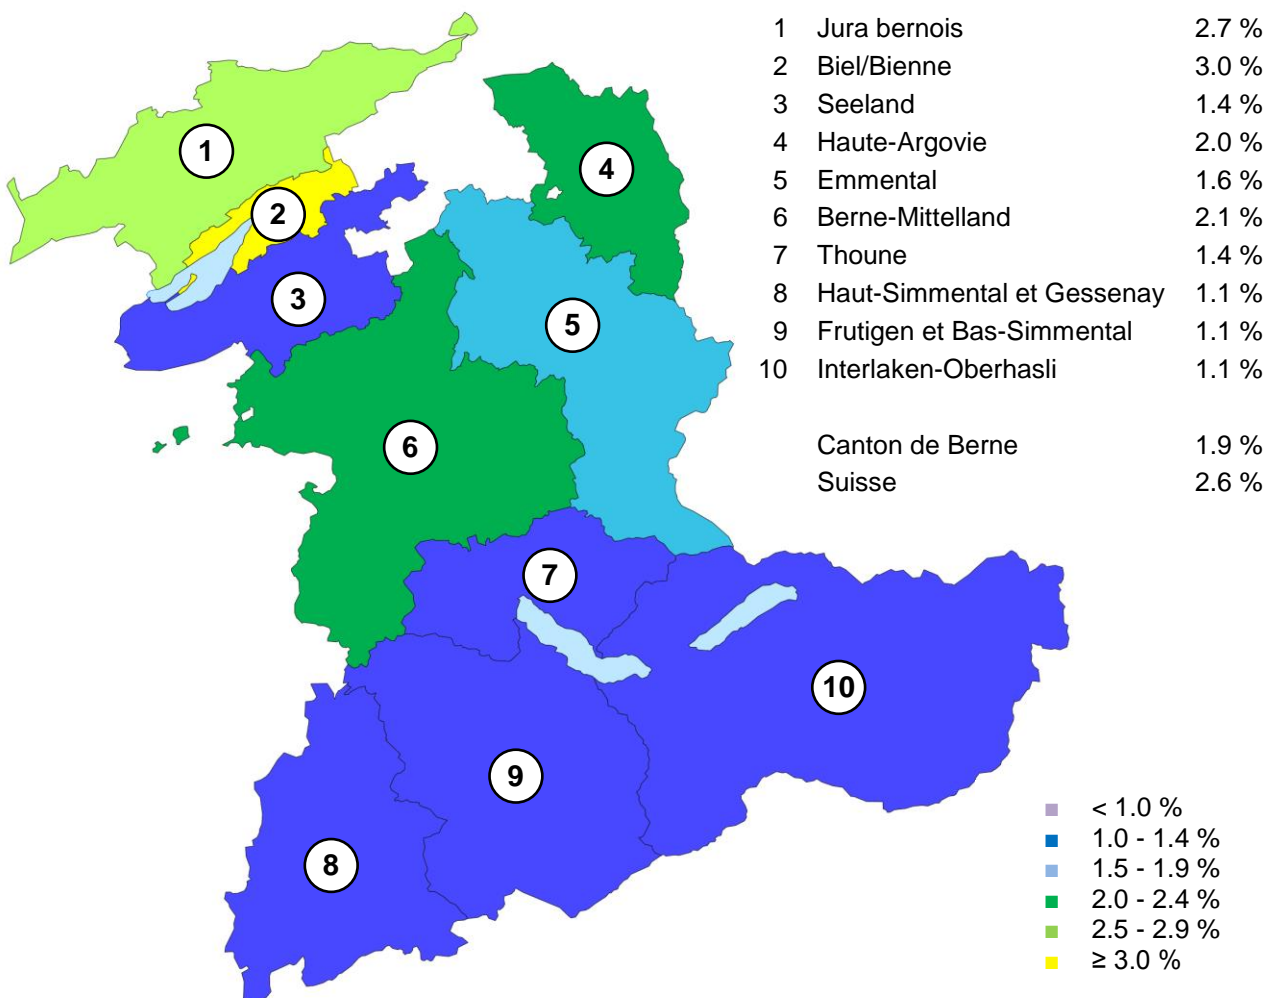 1 Jura bernois 2.7 %
2 Biel/Bienne 3.0 %
3 Seeland 1.4 %
4 Haute-Argovie 2.0 %
5 Emmental 1.6 %
6 Berne-Mittelland 2.1 %
7 Thoune 1.4 %
8 Haut-Simmental et Gessenay 1.1 %
9 Frutigen et Bas-Simmental 1.1 %
10 Interlaken-Oberhasli 1.1 %
Canton de Berne 1.9 %
Suisse 2.6 %
1
4
2
3
5
6
7
10
9
8
< 1.0 %
1.0 - 1.4 %
1.5 - 1.9 %
2.0 - 2.4 %
2.5 - 2.9 %
≥ 3.0 %